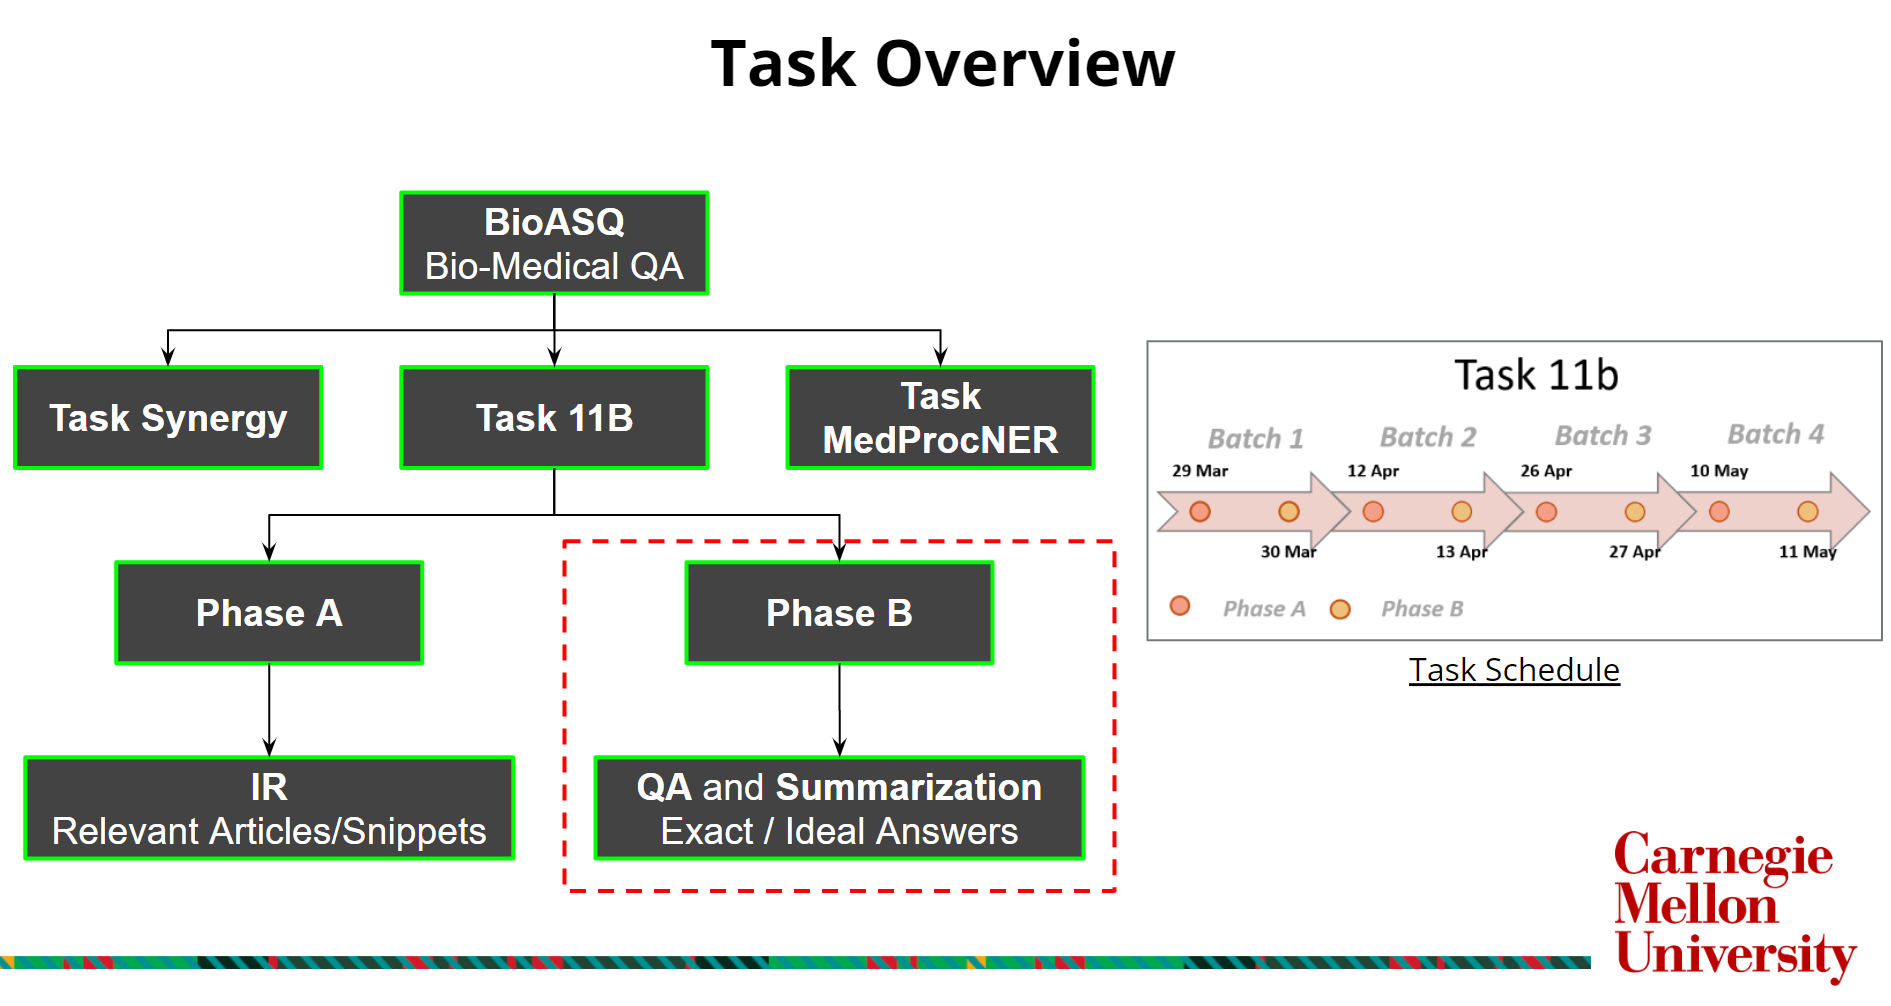 Task Overview
BioASQ
Bio-Medical QA
Task Synergy
Task 11B
Task
MedProcNER
Phase A
Phase B
IR
Relevant Articles/Snippets
QA and Summarization
Exact / Ideal Answers
Task 11b
Batch 1
Batch 2
Batch 3
Batch 4
29 Mar
12 Apr
26 Apr
10 May
30 Mar
13 Apr
27 Apr
11 May
Phase A
Phase B
Task Schedule
Carnegie
Mellon
University